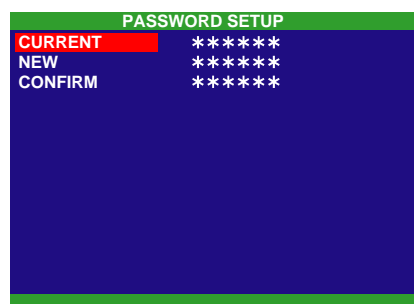 PASSWORD SETUP
CURRENT ******
NEW ******
CONFIRM ******